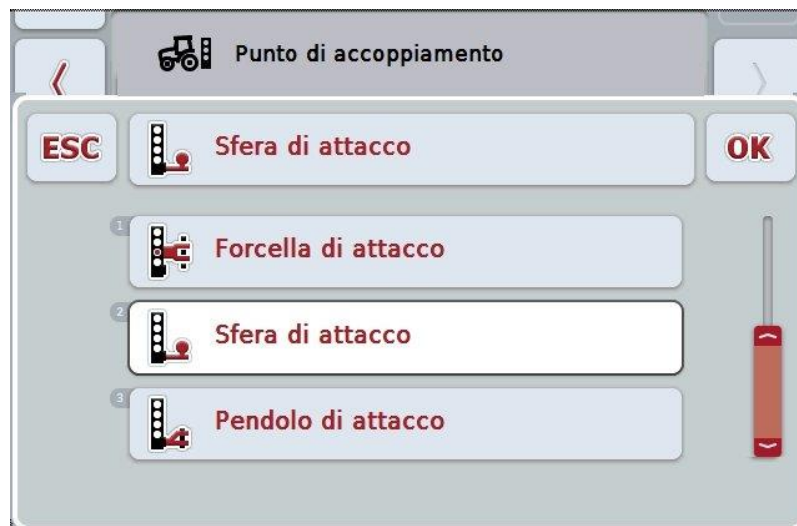 Punto di accoppiamento
ESC
Sfera di attacco
OK
1
Forcella di attacco
2
Sfera di attacco
3
Pendolo di attacco